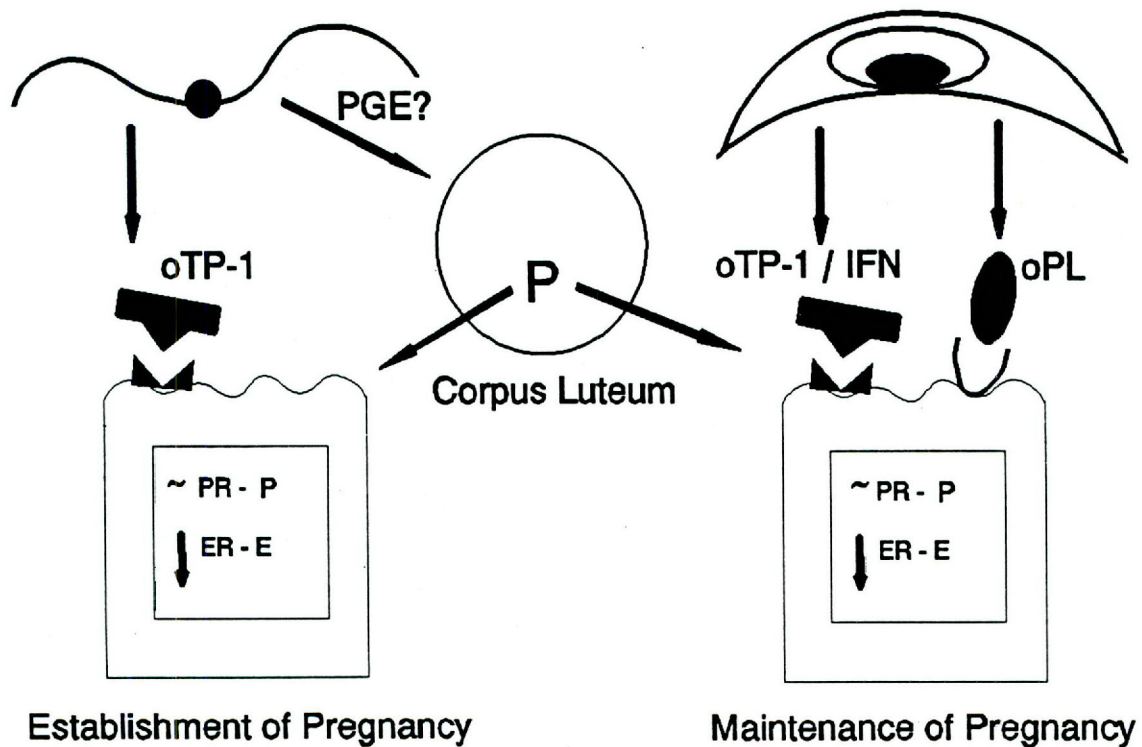 PGE?
oTP-1
P
Corpus Luteum
oTP-1 / IFN
oPL
~ PR - P
ER - E
~ PR - P
ER - E
Establishment of Pregnancy
Maintenance of Pregnancy